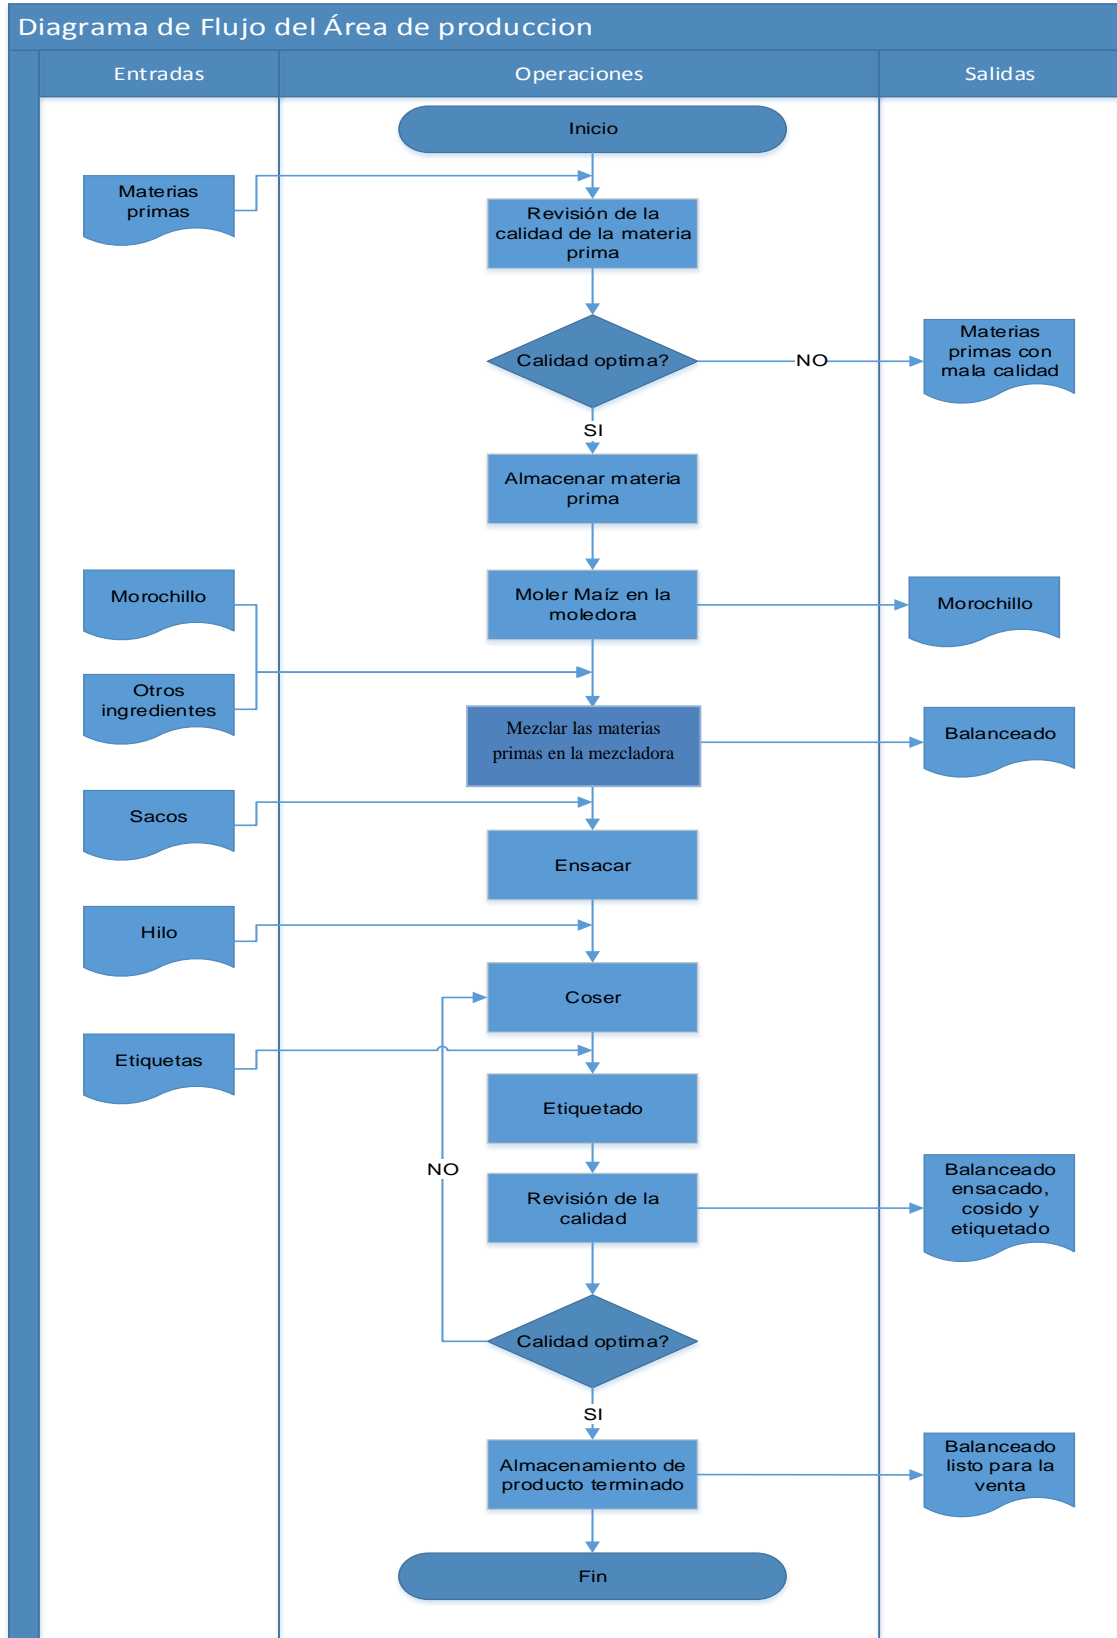 Diagrama de Flujo del Área de produccion
Entradas
Operaciones
Salidas
Inicio
Materias
primas
Revisión de la
calidad de la materia
prima
Calidad optima?
NO
Materias
primas con
mala calidad
SI
Almacenar materia
prima
Morochillo
Moler Maíz en la
moledora
Morochillo
Otros
ingredientes
Mezclar las materias
primas en la mezcladora
Balanceado
Sacos
Ensacar
Hilo
Coser
Etiquetas
Etiquetado
NO
Revisión de la
calidad
Balanceado
ensacado,
cosido y
etiquetado
Calidad optima?
SI
Almacenamiento de
producto terminado
Balanceado
listo para la
venta
Fin